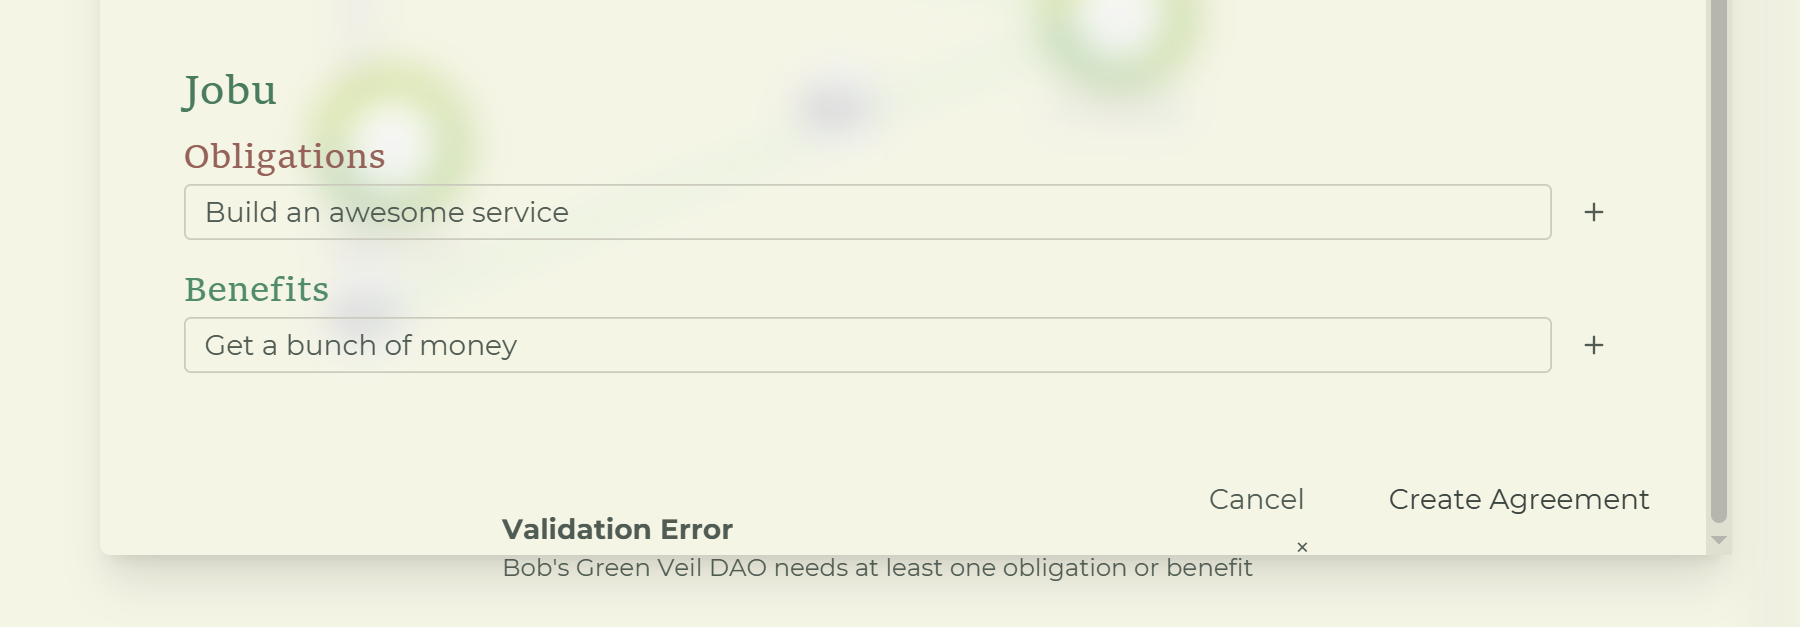 Jobu
Obligations
Build an awesome service
+
Benefits
Get a bunch of money
+
Cancel
Create Agreement
Validation Error
×
Bob's Green Veil DAO needs at least one obligation or benefit